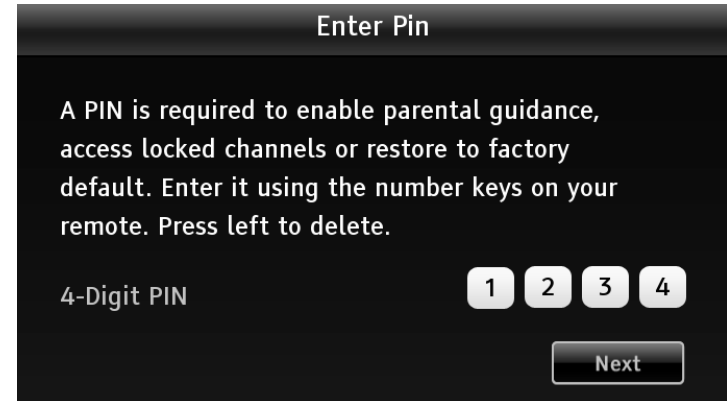 Enter Pin
A PIN is required to enable parental guidance,
access locked channels or restore to factory
default. Enter it using the number keys on your
remote. Press left to delete.
4-Digit PIN 1 2 3 4
Next